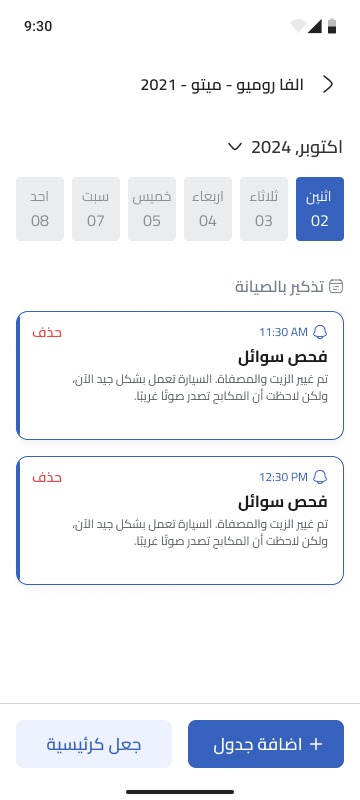 9:30
الفا روميو - ميتو - 2021
اكتوبر, 2024
اثنين ثلاثاء اربعاء خميس سبت احد
02 03 04 05 07 08
تذكير بالصيانة
11:30 AM حذف
فحص سوائل
تم غيير الزيت والمصفاة. السيارة تعمل بشكل جيد الآن،
ولكن لاحظت أن المكابح تصدر صوتًا غريبًا.
12:30 PM حذف
فحص سوائل
تم غيير الزيت والمصفاة. السيارة تعمل بشكل جيد الآن،
ولكن لاحظت أن المكابح تصدر صوتًا غريبًا.
+ اضافة جدول
جعل كرئيسية